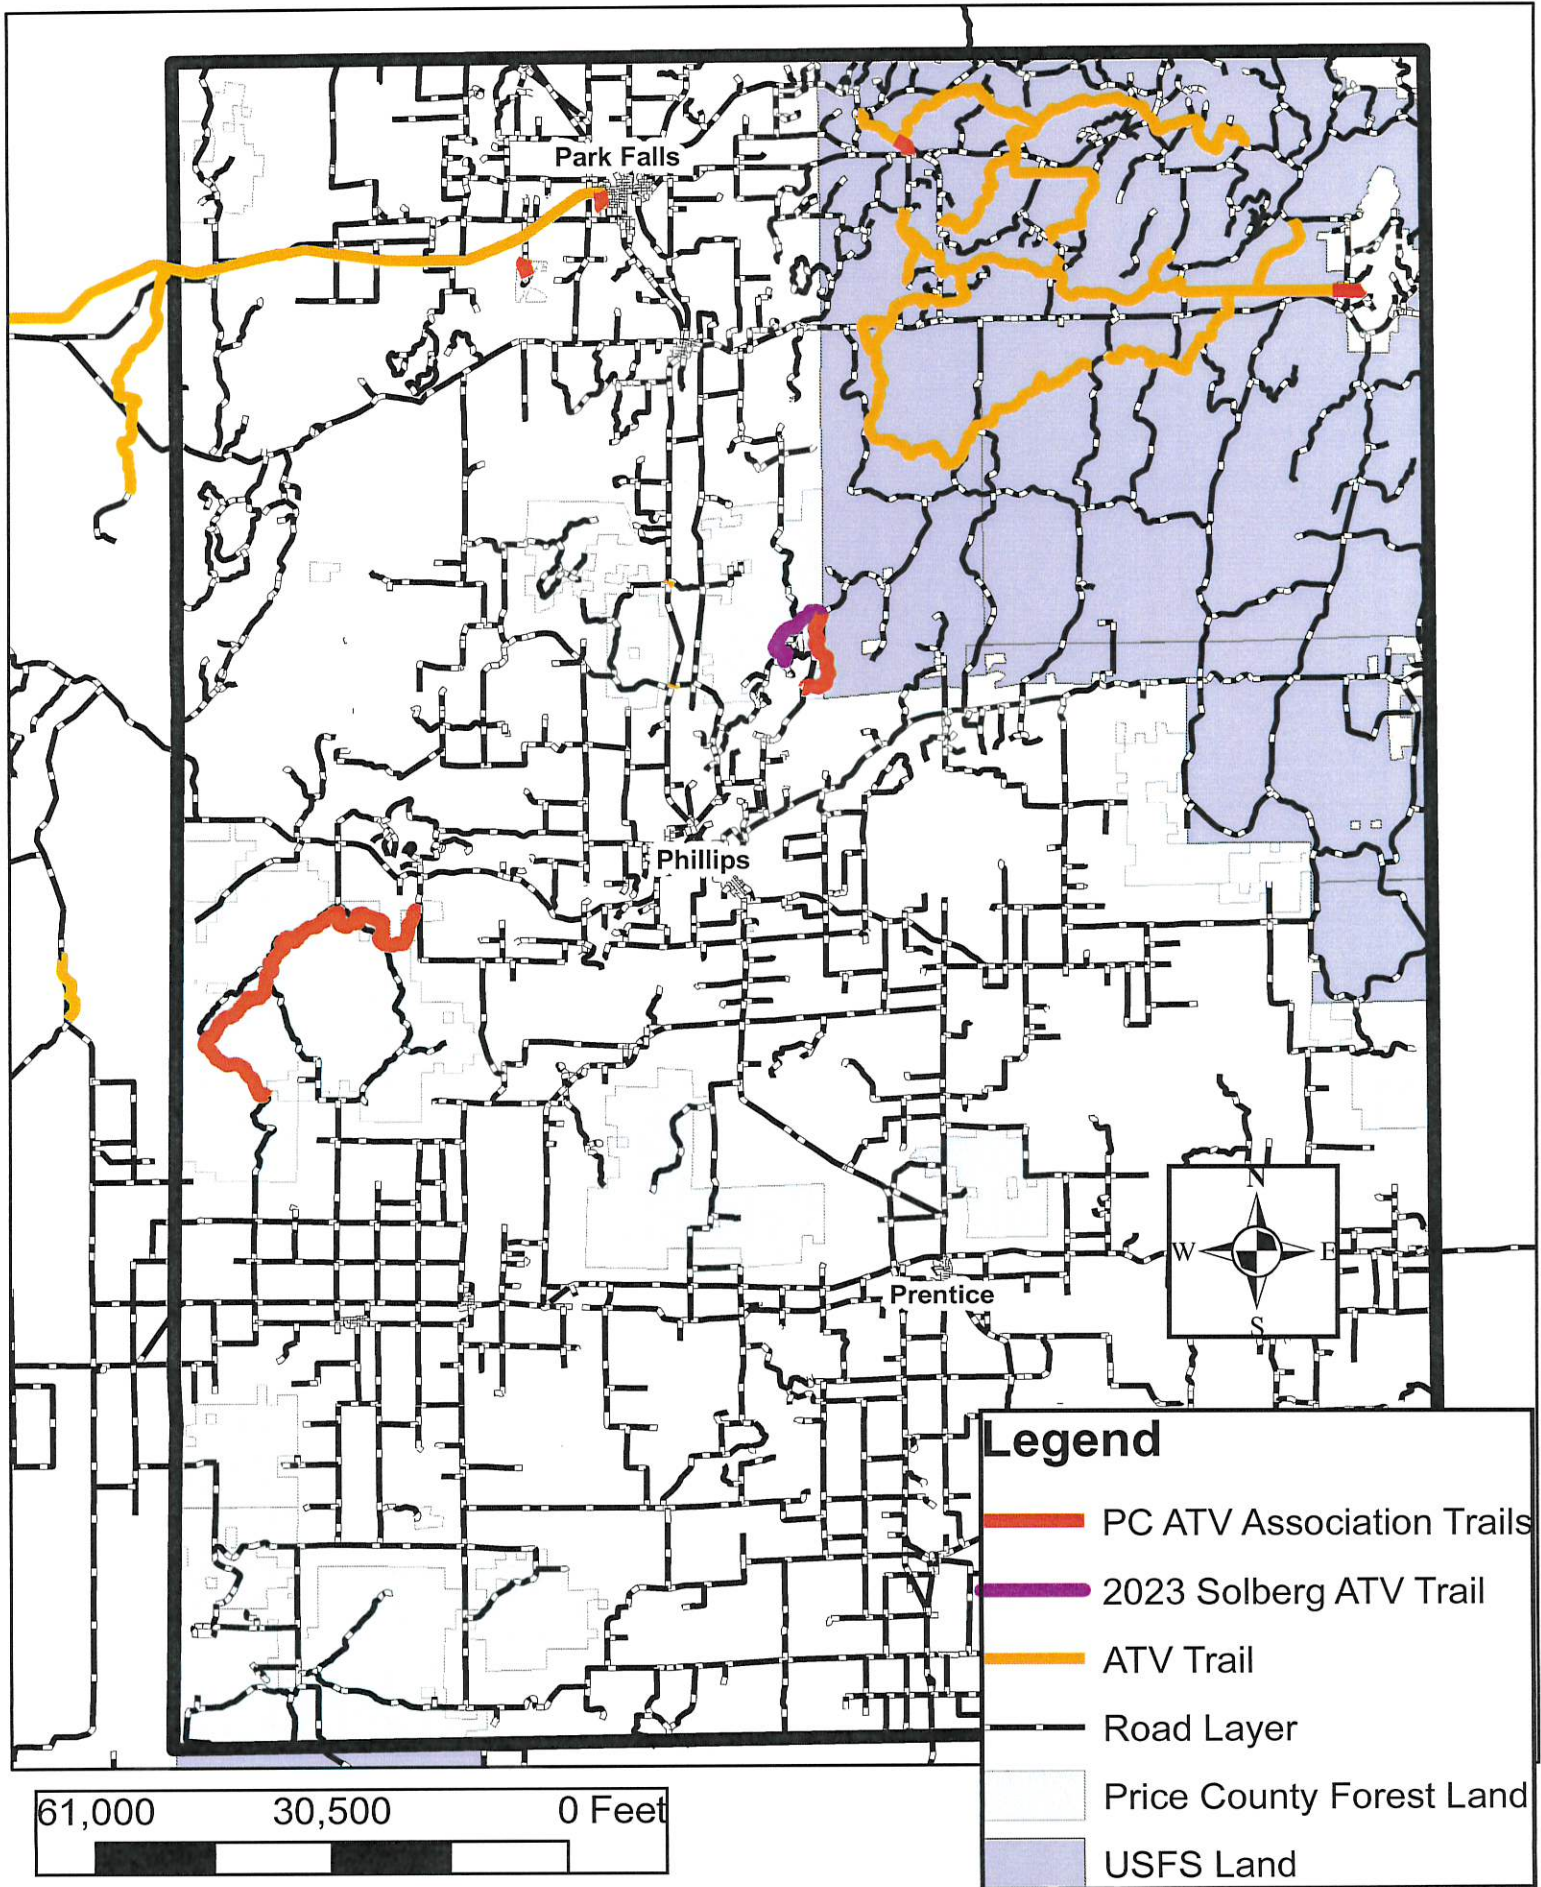 Park Falls
Phillips
N
W
E
S
Prentice
Legend
PC ATV Association Trails
2023 Solberg ATV Trail
ATV Trail
Road Layer
Price County Forest Land
USFS Land
61,000 30,500 0 Feet